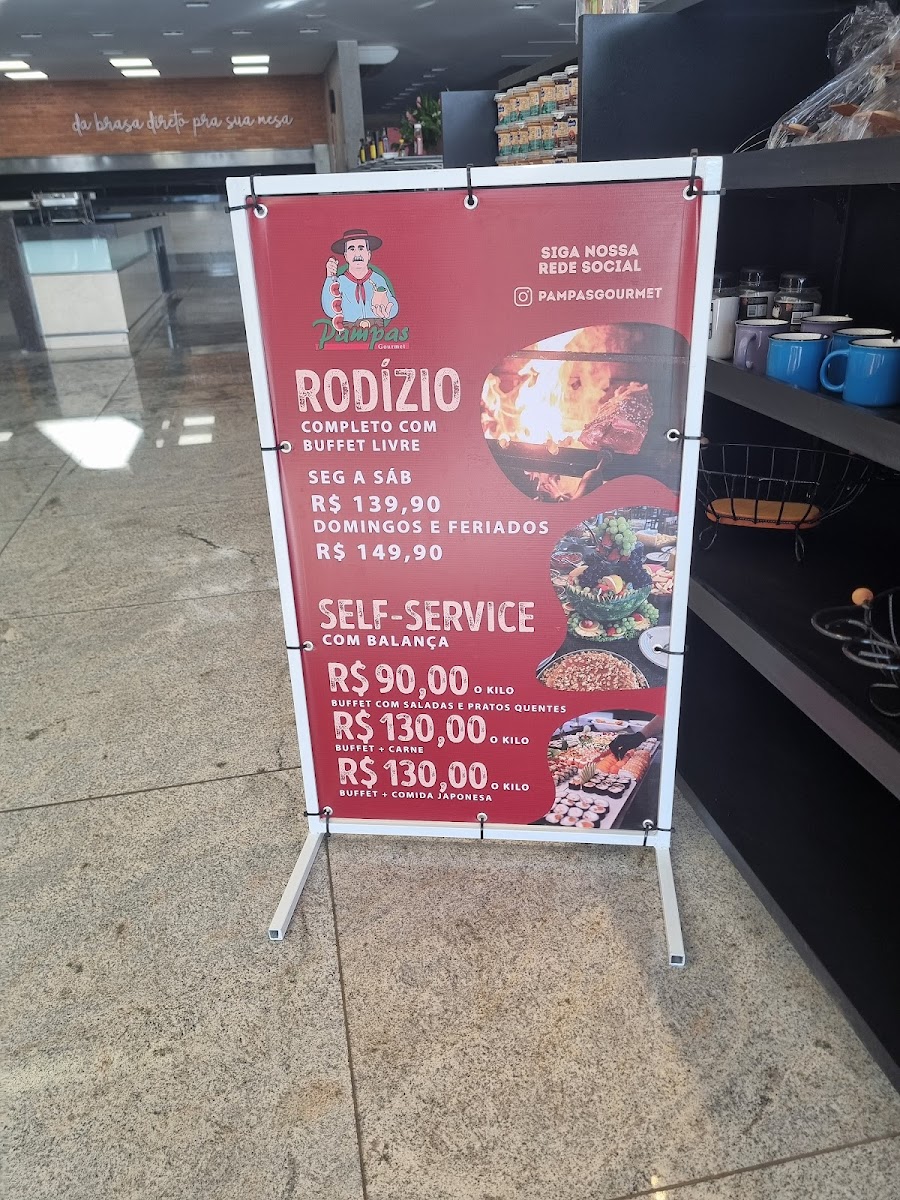 da brasa direto pra sua mesa
SIGA NOSSA
REDE SOCIAL
PAMPASGOURMET
Pampas
Gourmet
RODÍZIO
COMPLETO COM
BUFFET LIVRE
SEG A SÁB
R$ 139,90
DOMINGOS E FERIADOS
R$ 149,90
SELF-SERVICE
COM BALANÇA
R$ 90,00 O KILO
BUFFET COM SALADAS E PRATOS QUENTES
R$ 130,00 O KILO
BUFFET + CARNE
R$ 130,00 O KILO
BUFFET + COMIDA JAPONESA